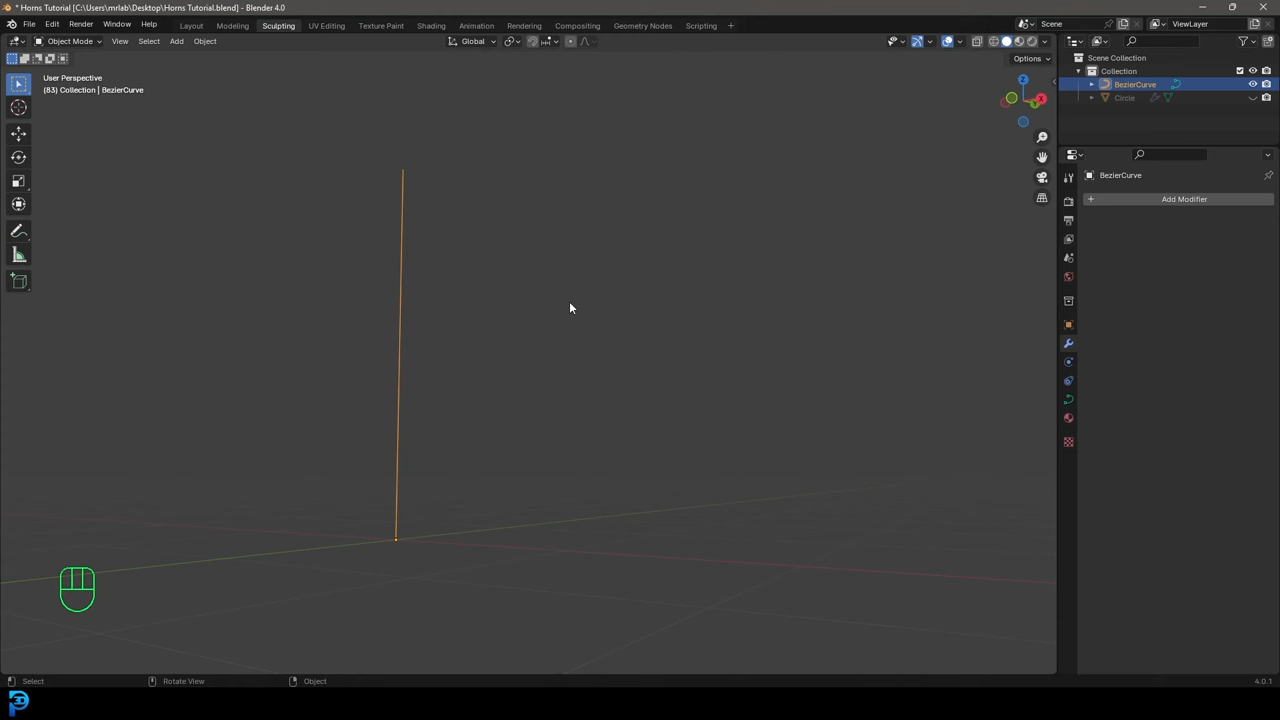 * Horns Tutorial [C:\Users\mrlab\Desktop\Horns Tutorial.blend] - Blender 4.0
File Edit Render Window Help Layout Modeling Sculpting UV Editing Texture Paint Shading Animation Rendering Compositing Geometry Nodes Scripting + Scene ViewLayer
Object Mode View Select Add Object Global
Options
User Perspective
(83) Collection | BezierCurve
Z
X
Y
Scene Collection
Collection
BezierCurve
Circle
BezierCurve
+ Add Modifier
Select Rotate View Object 4.0.1